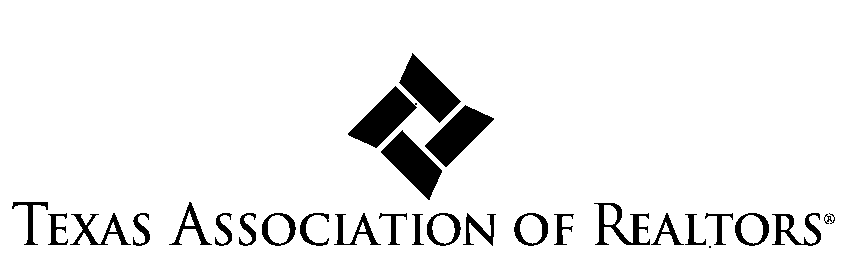 TEXAS ASSOCIATION OF REALTORS®